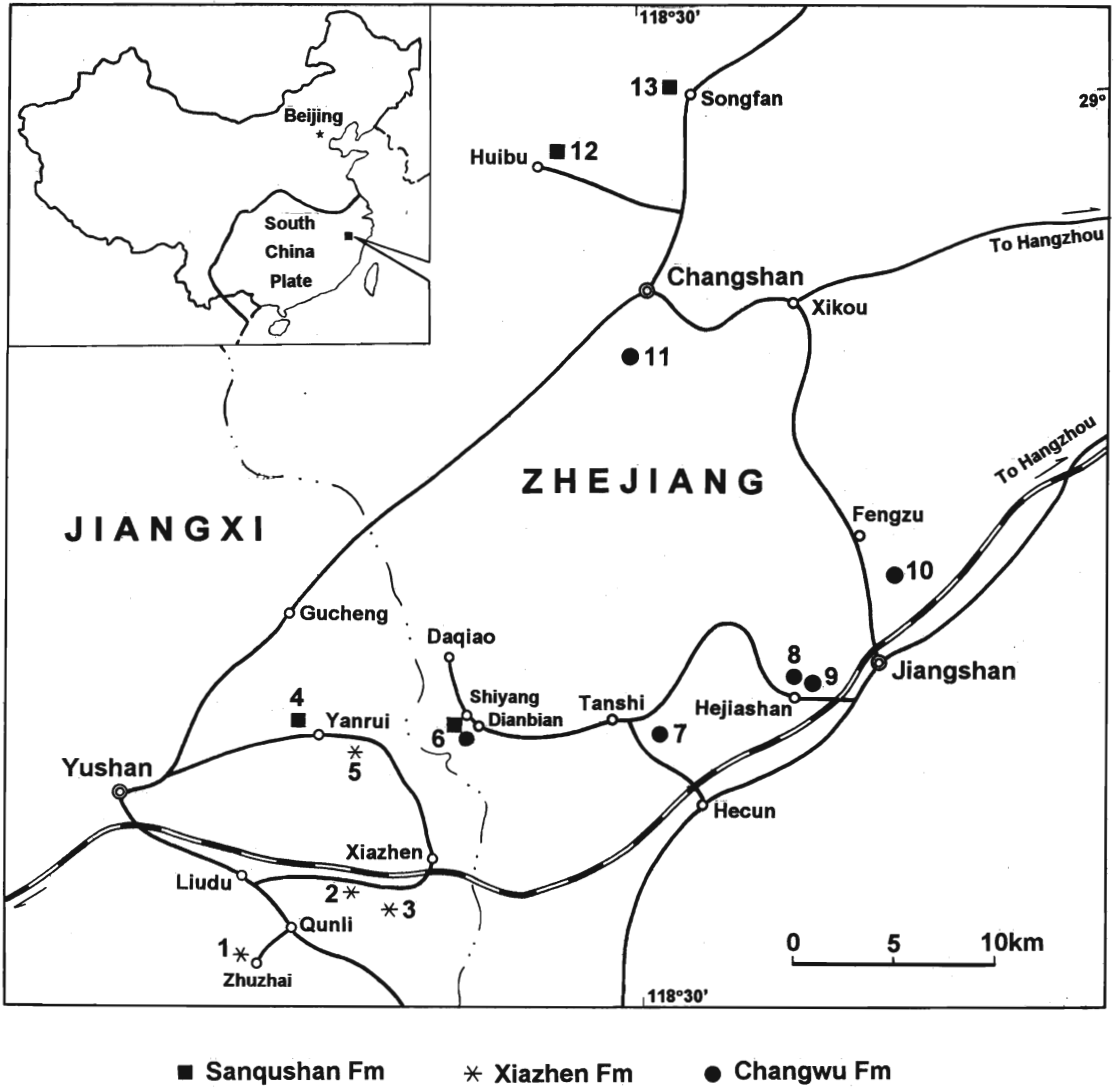 118°30'
29°
Beijing
South
China
Plate
13
Songfan
Huibu
12
To Hangzhou
Changshan
Xikou
11
To Hangzhou
ZHEJIANG
JIANGXI
Fengzu
10
Gucheng
Daqiao
8
9
Jiangshan
Shiyang
Tanshi
Hejiashan
4
Yanrui
6
Dianbian
7
5
Yushan
Hecun
Xiazhen
Liudu
2
3
Qunli
1
Zhuzhai
0 5 10km
118°30'
Sanqushan Fm Xiazhen Fm Changwu Fm